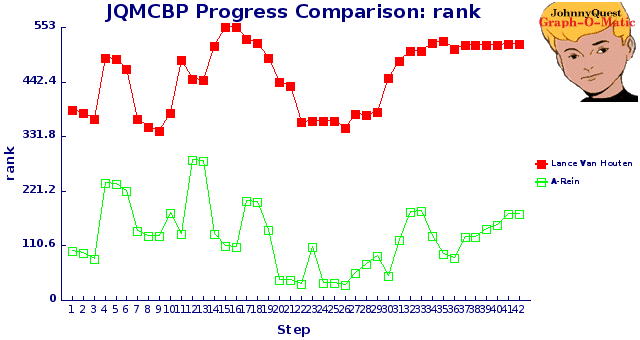 JQMCBP Progress Comparison: rank
JohnnyQuest
Graph-O-Matic
553
442.4
331.8
221.2
110.6
0
rank
1 2 3 4 5 6 7 8 9 10 11 12 13 14 15 16 17 18 19 20 21 22 23 24 25 26 27 28 29 30 31 32 33 34 35 36 37 38 39 40 41 42
Step
Lance Van Houten
A-Rein